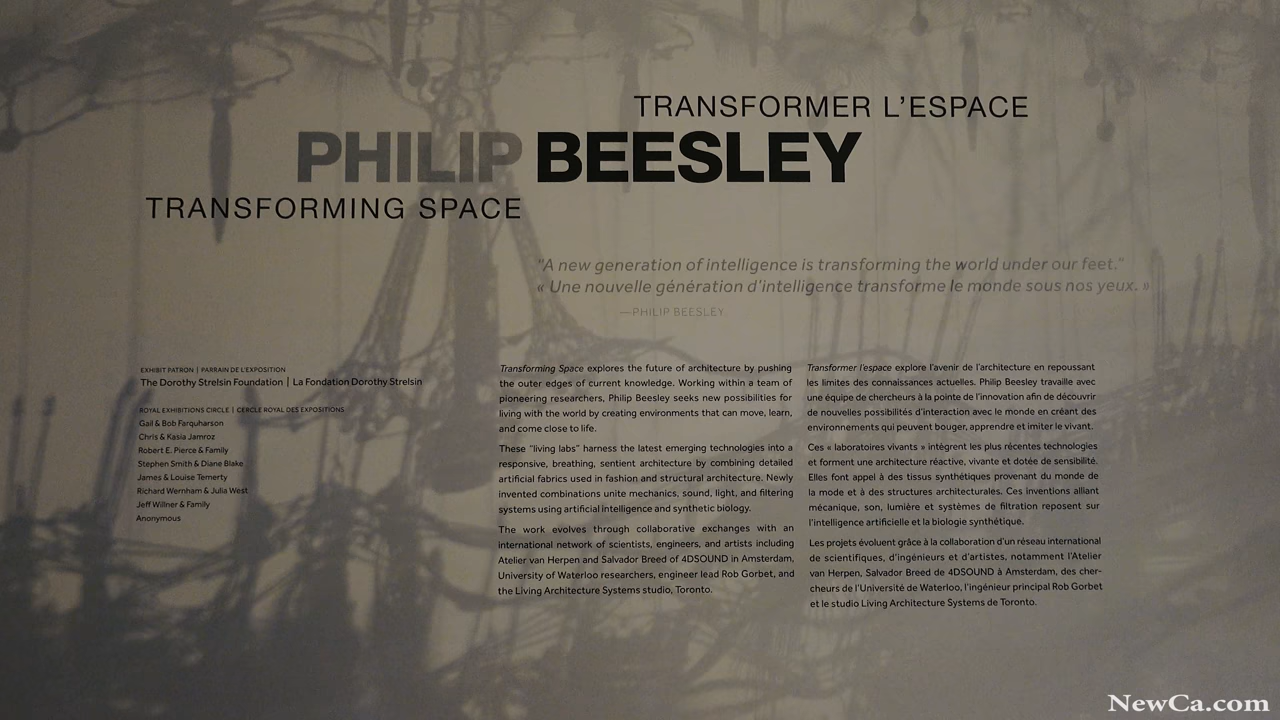 TRANSFORMER L'ESPACE
PHILIP BEESLEY
TRANSFORMING SPACE
"A new generation of intelligence is transforming the world under our feet."
« Une nouvelle génération d'intelligence transforme le monde sous nos yeux. »
—PHILIP BEESLEY
EXHIBIT PATRON | PARRAIN DE L'EXPOSITION
The Dorothy Strelsin Foundation | La Fondation Dorothy Strelsin
ROYAL EXHIBITIONS CIRCLE | CERCLE ROYAL DES EXPOSITIONS
Gail & Bob Farquharson
Chris & Kasia Jamroz
Robert E. Pierce & Family
Stephen Smith & Diane Blake
James & Louise Temerty
Richard Wernham & Julia West
Jeff Willner & Family
Anonymous
Transforming Space explores the future of architecture by pushing
the outer edges of current knowledge. Working within a team of
pioneering researchers, Philip Beesley seeks new possibilities for
living with the world by creating environments that can move, learn,
and come close to life.
These "living labs" harness the latest emerging technologies into a
responsive, breathing, sentient architecture by combining detailed
artificial fabrics used in fashion and structural architecture. Newly
invented combinations unite mechanics, sound, light, and filtering
systems using artificial intelligence and synthetic biology.
The work evolves through collaborative exchanges with an
international network of scientists, engineers, and artists including
Atelier van Herpen and Salvador Breed of 4DSOUND in Amsterdam,
University of Waterloo researchers, engineer lead Rob Gorbet, and
the Living Architecture Systems studio, Toronto.
Transformer l'espace explore l'avenir de l'architecture en repoussant
les limites des connaissances actuelles. Philip Beesley travaille avec
une équipe de chercheurs à la pointe de l'innovation afin de découvrir
de nouvelles possibilités d'interaction avec le monde en créant des
environnements qui peuvent bouger, apprendre et imiter le vivant.
Ces « laboratoires vivants » intègrent les plus récentes technologies
et forment une architecture réactive, vivante et dotée de sensibilité.
Elles font appel à des tissus synthétiques provenant du monde de
la mode et à des structures architecturales. Ces inventions alliant
mécanique, son, lumière et systèmes de filtration reposent sur
l'intelligence artificielle et la biologie synthétique.
Les projets évoluent grâce à la collaboration d'un réseau international
de scientifiques, d'ingénieurs et d'artistes, notamment l'Atelier
van Herpen, Salvador Breed de 4DSOUND à Amsterdam, des cher-
cheurs de l'Université de Waterloo, l'ingénieur principal Rob Gorbet
et le studio Living Architecture Systems de Toronto.
NewCa.com